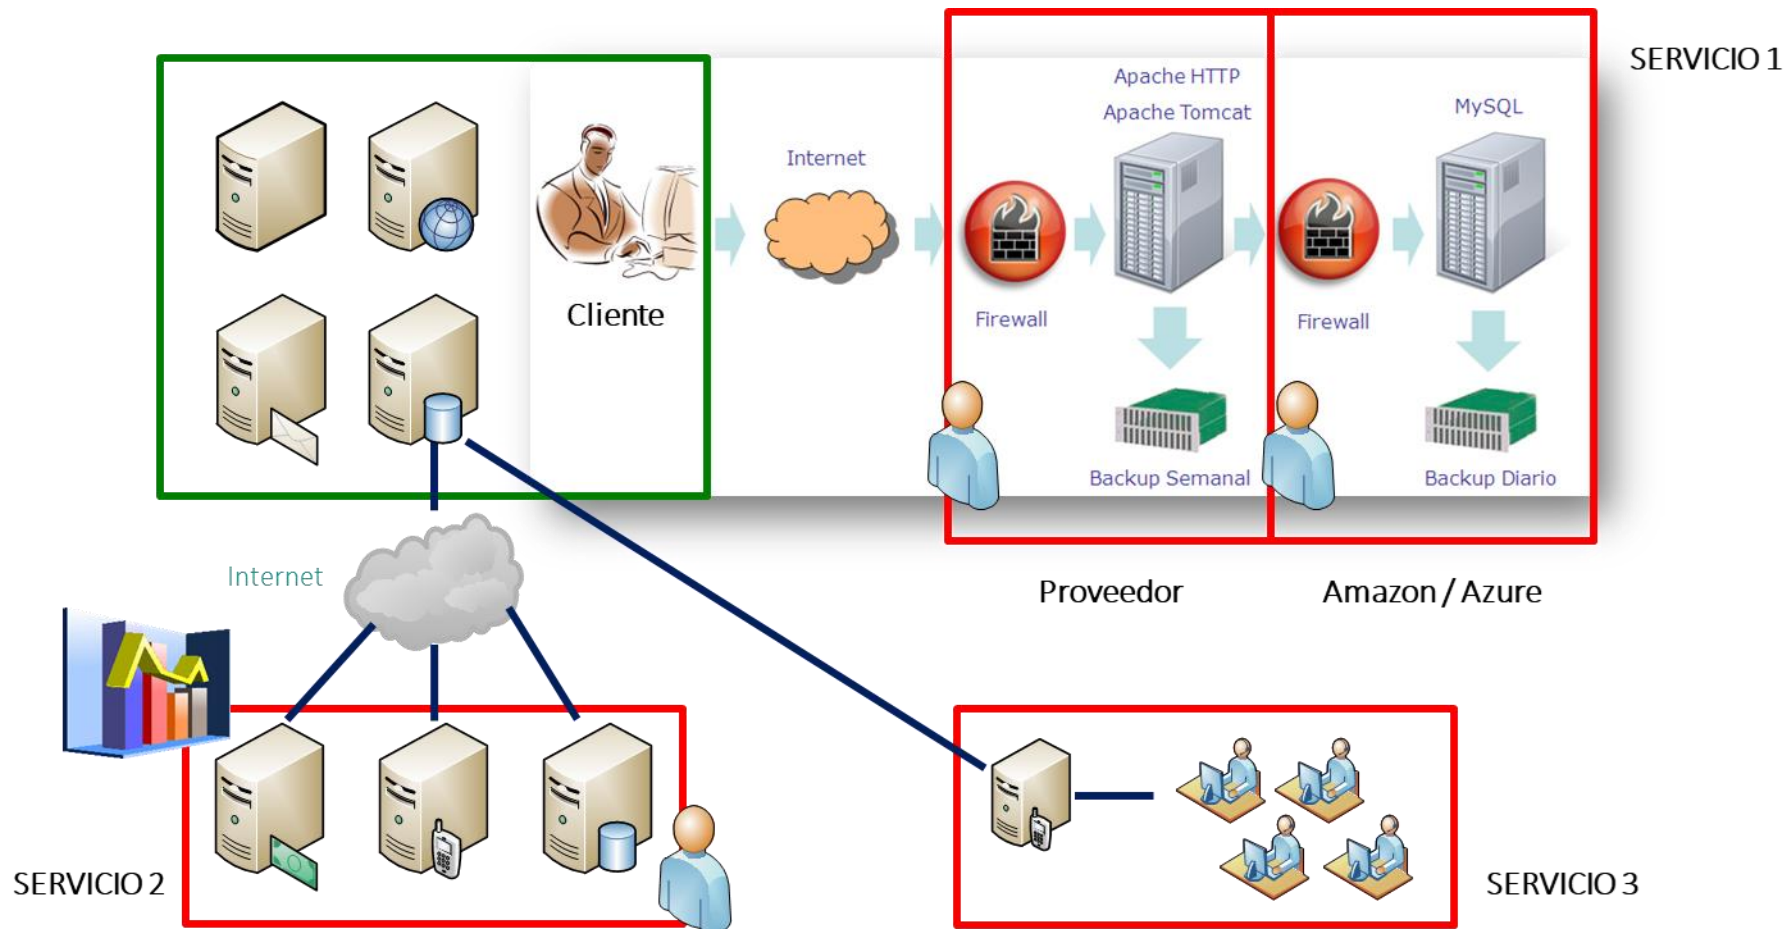 SERVICIO 1
Apache HTTP
Apache Tomcat
MySQL
Internet
Cliente
Firewall
Firewall
Backup Semanal
Backup Diario
Internet
Proveedor
Amazon / Azure
SERVICIO 2
SERVICIO 3